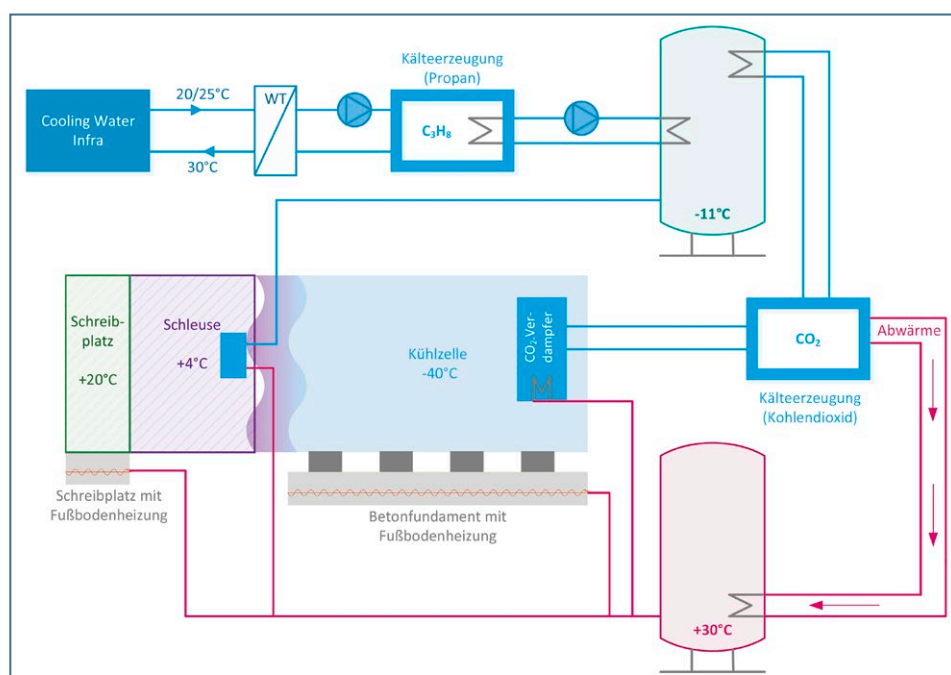 Kälteerzeugung
(Propan)
20/25°C
WT
Cooling Water
Infra
C₃H₈
30°C
-11°C
Schreib-
platz
+20°C
Schleuse
+4°C
Kühlzelle
-40°C
CO₂-Ver-
dampfer
CO₂
Abwärme
Kälteerzeugung
(Kohlendioxid)
Schreibplatz mit
Fußbodenheizung
Betonfundament mit
Fußbodenheizung
+30°C